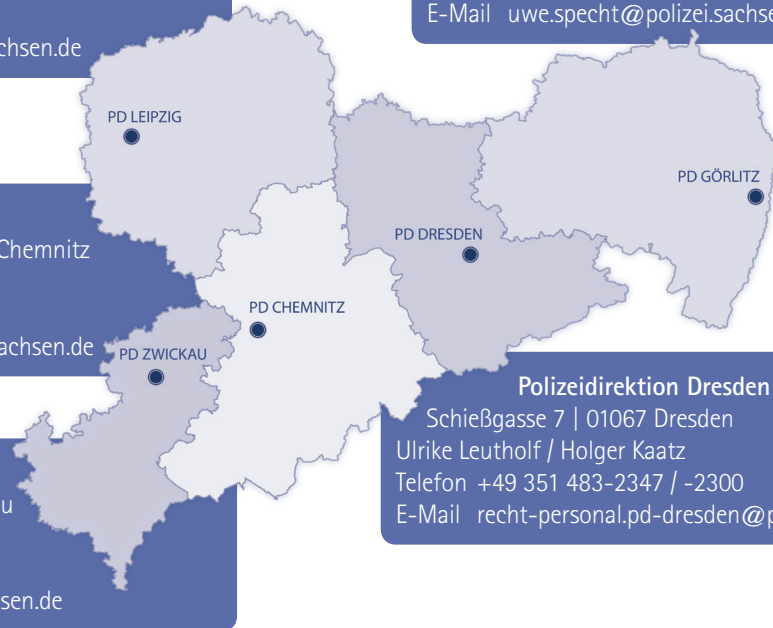 E-Mail uwe.specht@polizei.sachse
chsen.de
PD LEIPZIG
PD GÖRLITZ
Chemnitz
PD DRESDEN
PD CHEMNITZ
achsen.de
PD ZWICKAU
Polizeidirektion Dresden
Schießgasse 7 | 01067 Dresden
Ulrike Leutholf / Holger Kaatz
Telefon +49 351 483-2347 / -2300
E-Mail recht-personal.pd-dresden@p
u
sen.de